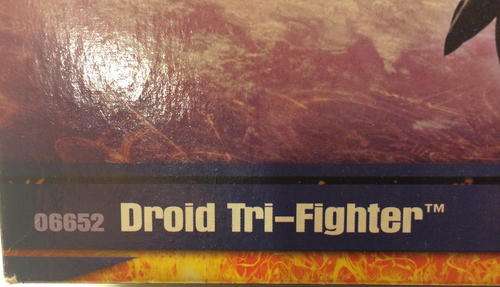 06652 Droid Tri-Fighter™